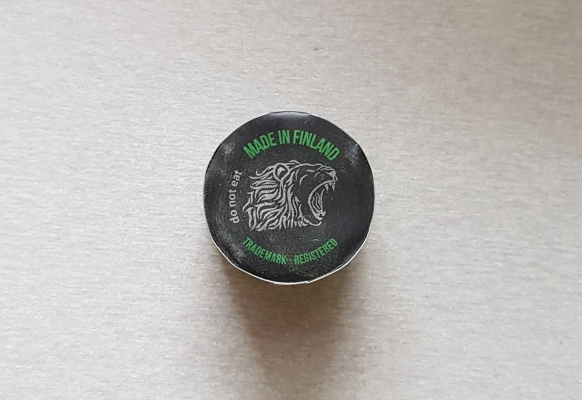 MADE IN FINLAND
do not eat
TRADEMARK - REGISTERED